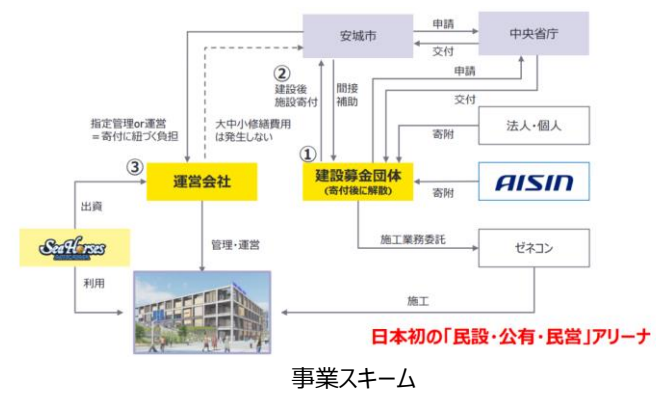 安城市
申請
交付
中央省庁
②
建設後
施設寄付
間接
補助
申請
交付
指定管理or運営
＝寄付に紐づく負担
大中小修繕費用
は発生しない
寄附
法人・個人
③
運営会社
①
建設募金団体
(寄付後に解散)
寄附
AISIN
出資
SeaHorses
管理・運営
施工業務委託
ゼネコン
利用
施工
日本初の「民設・公有・民営」アリーナ
事業スキーム